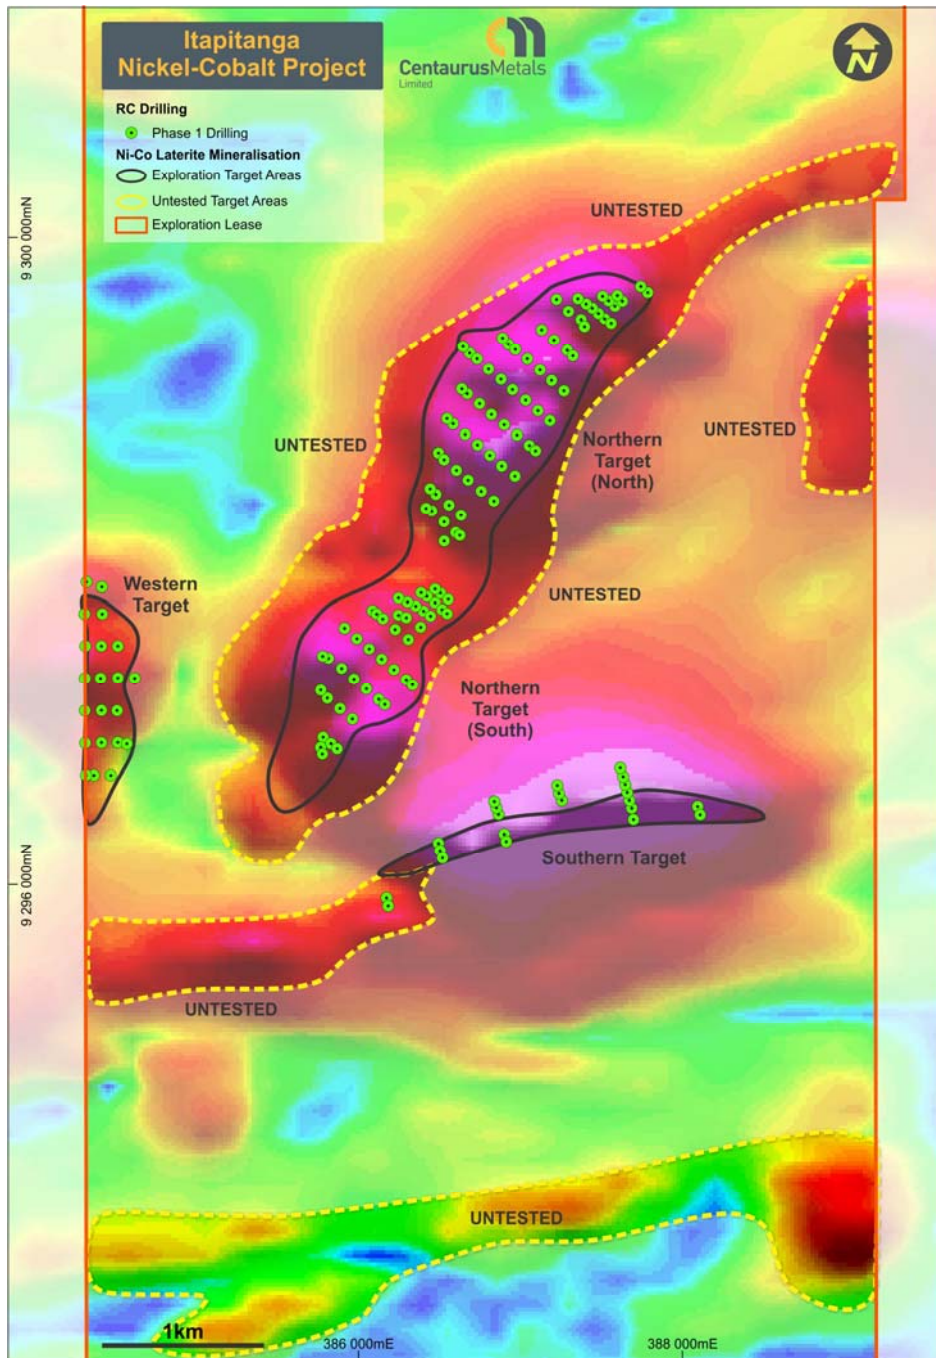 Itapitanga
Nickel-Cobalt Project
CentaurusMetals
Limited
N
RC Drilling
Phase 1 Drilling
Ni-Co Laterite Mineralisation
Exploration Target Areas
Untested Target Areas
Exploration Lease
9 300 000mN
UNTESTED
UNTESTED
Northern
Target
(North)
UNTESTED
Western
Target
UNTESTED
Northern
Target
(South)
Southern Target
9 296 000mN
UNTESTED
UNTESTED
1km
386 000mE
388 000mE